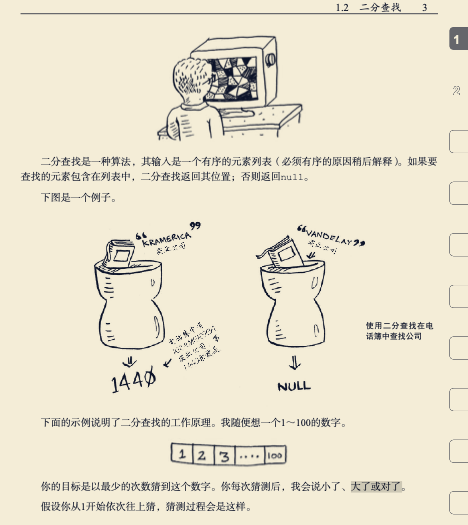 1.2 二分查找 3
1
2
二分查找是一种算法,其输入是一个有序的元素列表(必须有序的原因稍后解释)。如果要
查找的元素包含在列表中,二分查找返回其位置;否则返回null。
下图是一个例子。
“KRAMERICA”
“VANDELAY”
使用二分查找在电
话簿中查找公司
1440
NULL
下面的示例说明了二分查找的工作原理。我随便想一个1~100的数字。
1 2 3 .... 100
你的目标是以最少的次数猜到这个数字。你每次猜测后,我会说小了、大了或对了。
假设你从1开始依次往上猜,猜测过程会是这样。